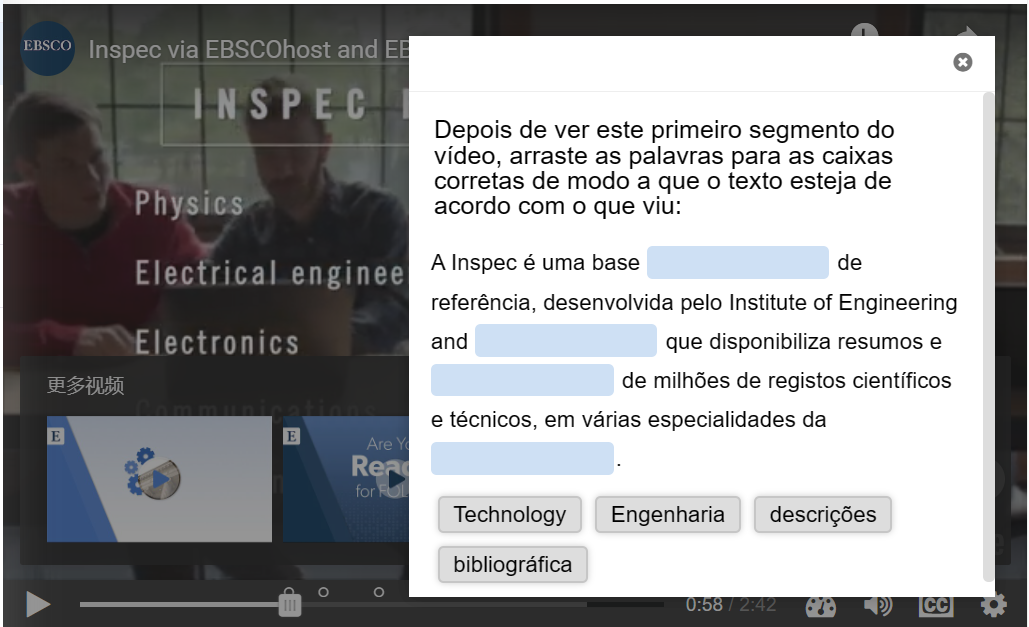 EBSCO
Inspec via EBSCOhost and EB
INSPEC
Physics
Electrical enginee
Electronics
Communications
更多视频
E
E
Are Yo
Rea
for FOL
Depois de ver este primeiro segmento do
vídeo, arraste as palavras para as caixas
corretas de modo a que o texto esteja de
acordo com o que viu:
A Inspec é uma base de
referência, desenvolvida pelo Institute of Engineering
and que disponibiliza resumos e
de milhões de registos científicos
e técnicos, em várias especialidades da
.
Technology Engenharia descrições
bibliográfica
0:58 / 2:42
CC